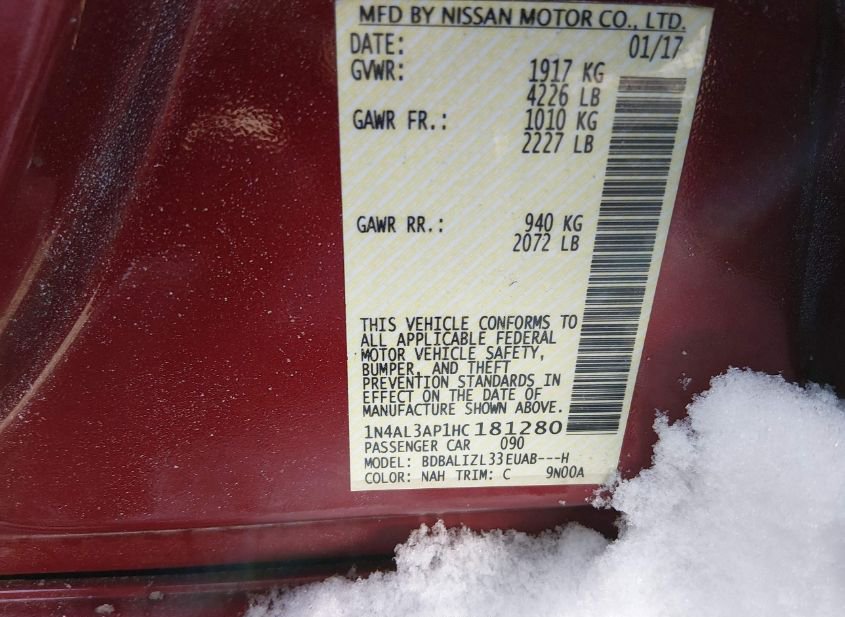 MFD BY NISSAN MOTOR CO., LTD.
DATE: 01/17
GVWR: 1917 KG
4226 LB
GAWR FR.: 1010 KG
2227 LB
GAWR RR.: 940 KG
2072 LB
THIS VEHICLE CONFORMS TO
ALL APPLICABLE FEDERAL
MOTOR VEHICLE SAFETY,
BUMPER, AND THEFT
PREVENTION STANDARDS IN
EFFECT ON THE DATE OF
MANUFACTURE SHOWN ABOVE.
1N4AL3AP1HC181280
PASSENGER CAR 090
MODEL: BDBALIZL33EUAB---H
COLOR: NAH TRIM: C 9N00A